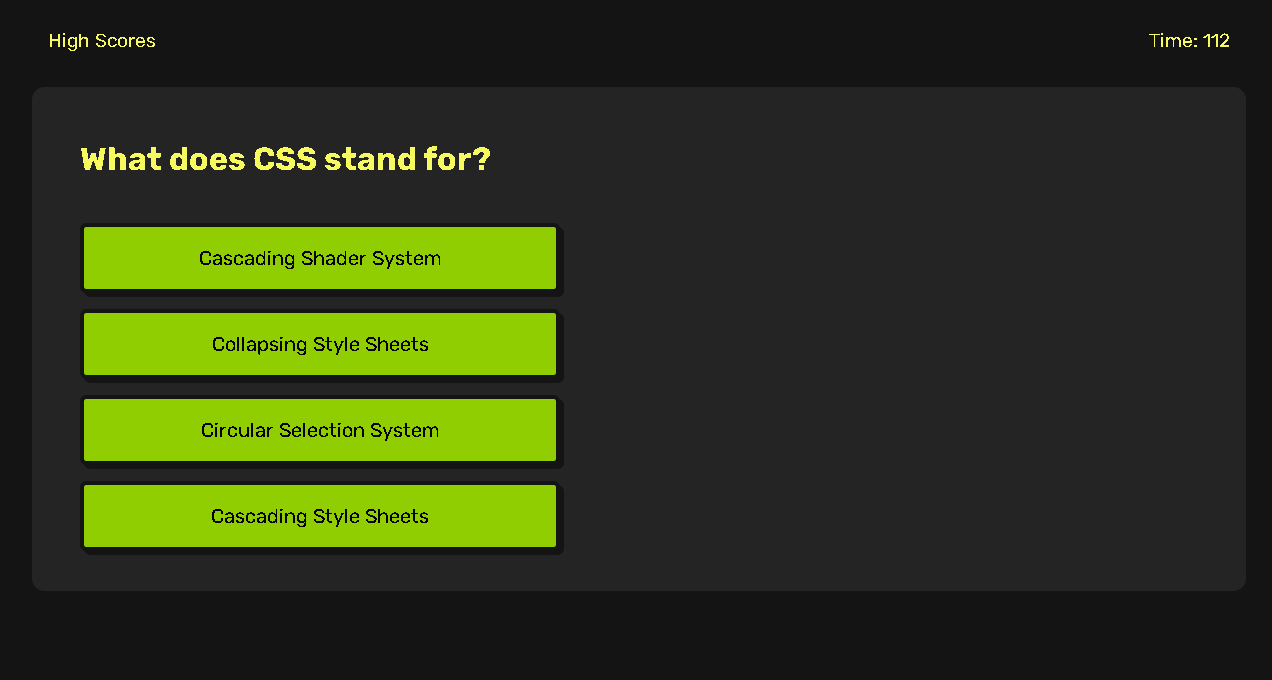 High Scores
Time: 112
What does CSS stand for?
Cascading Shader System
Collapsing Style Sheets
Circular Selection System
Cascading Style Sheets